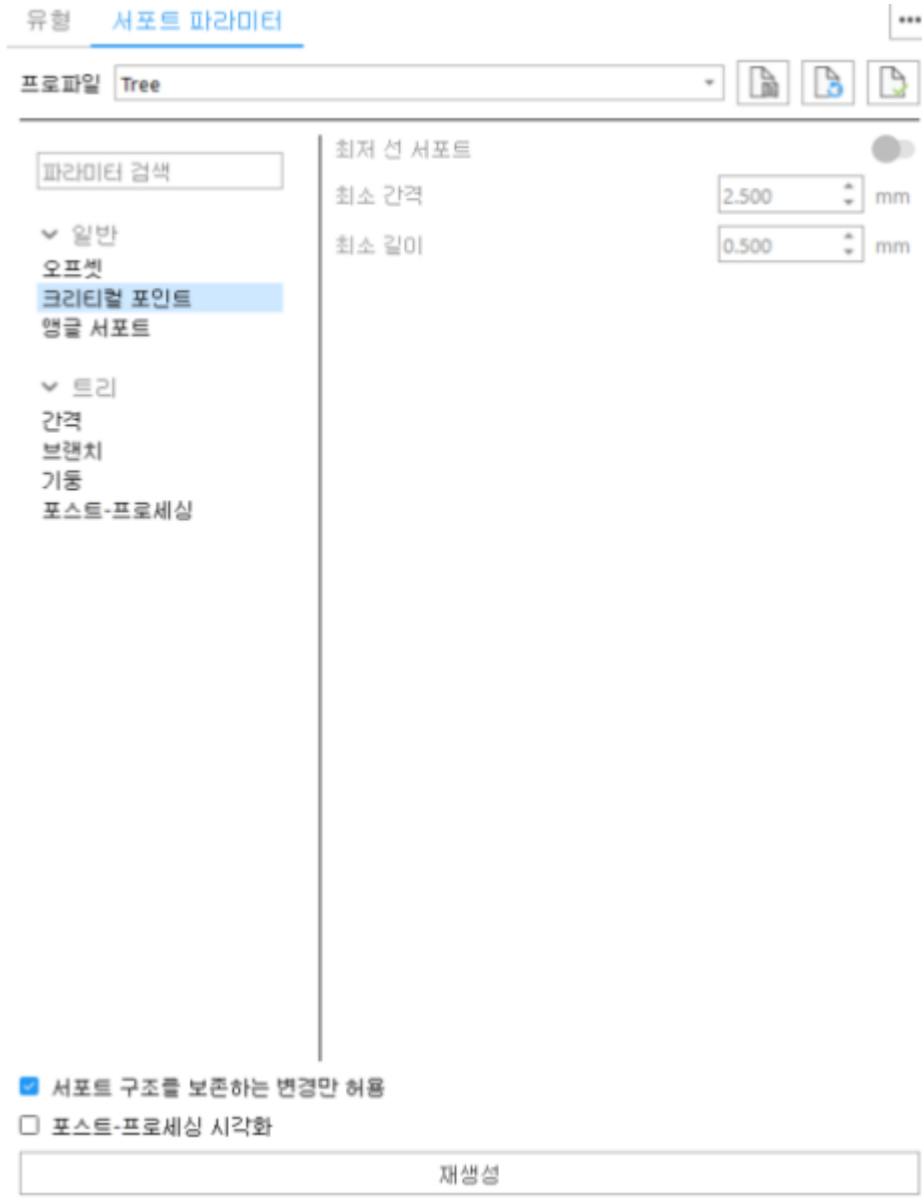 유형 서포트 파라미터
프로파일 Tree
파라미터 검색
일반
오프셋
크리티컬 포인트
앵글 서포트
트리
간격
브랜치
기둥
포스트-프로세싱
최저 선 서포트
최소 간격 2.500 mm
최소 길이 0.500 mm
서포트 구조를 보존하는 변경만 허용
포스트-프로세싱 시각화
재생성